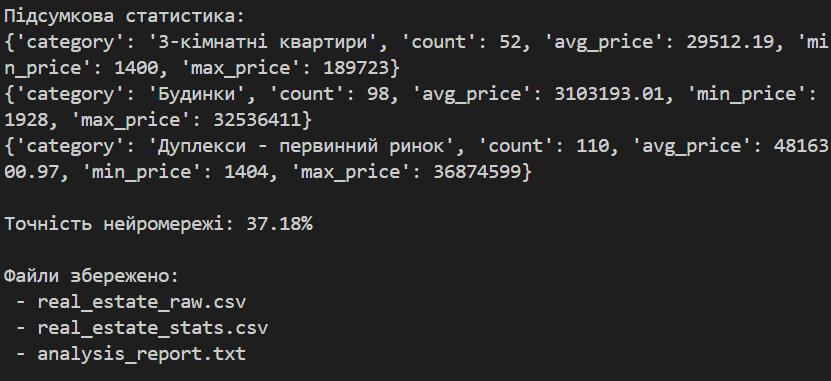 Підсумкова статистика:
{'category': '3-кімнатні квартири', 'count': 52, 'avg_price': 29512.19, 'mi
n_price': 1400, 'max_price': 189723}
{'category': 'Будинки', 'count': 98, 'avg_price': 3103193.01, 'min_price':
1928, 'max_price': 32536411}
{'category': 'Дуплекси - первинний ринок', 'count': 110, 'avg_price': 48163
00.97, 'min_price': 1404, 'max_price': 36874599}
Точність нейромережі: 37.18%
Файли збережено:
- real_estate_raw.csv
- real_estate_stats.csv
- analysis_report.txt